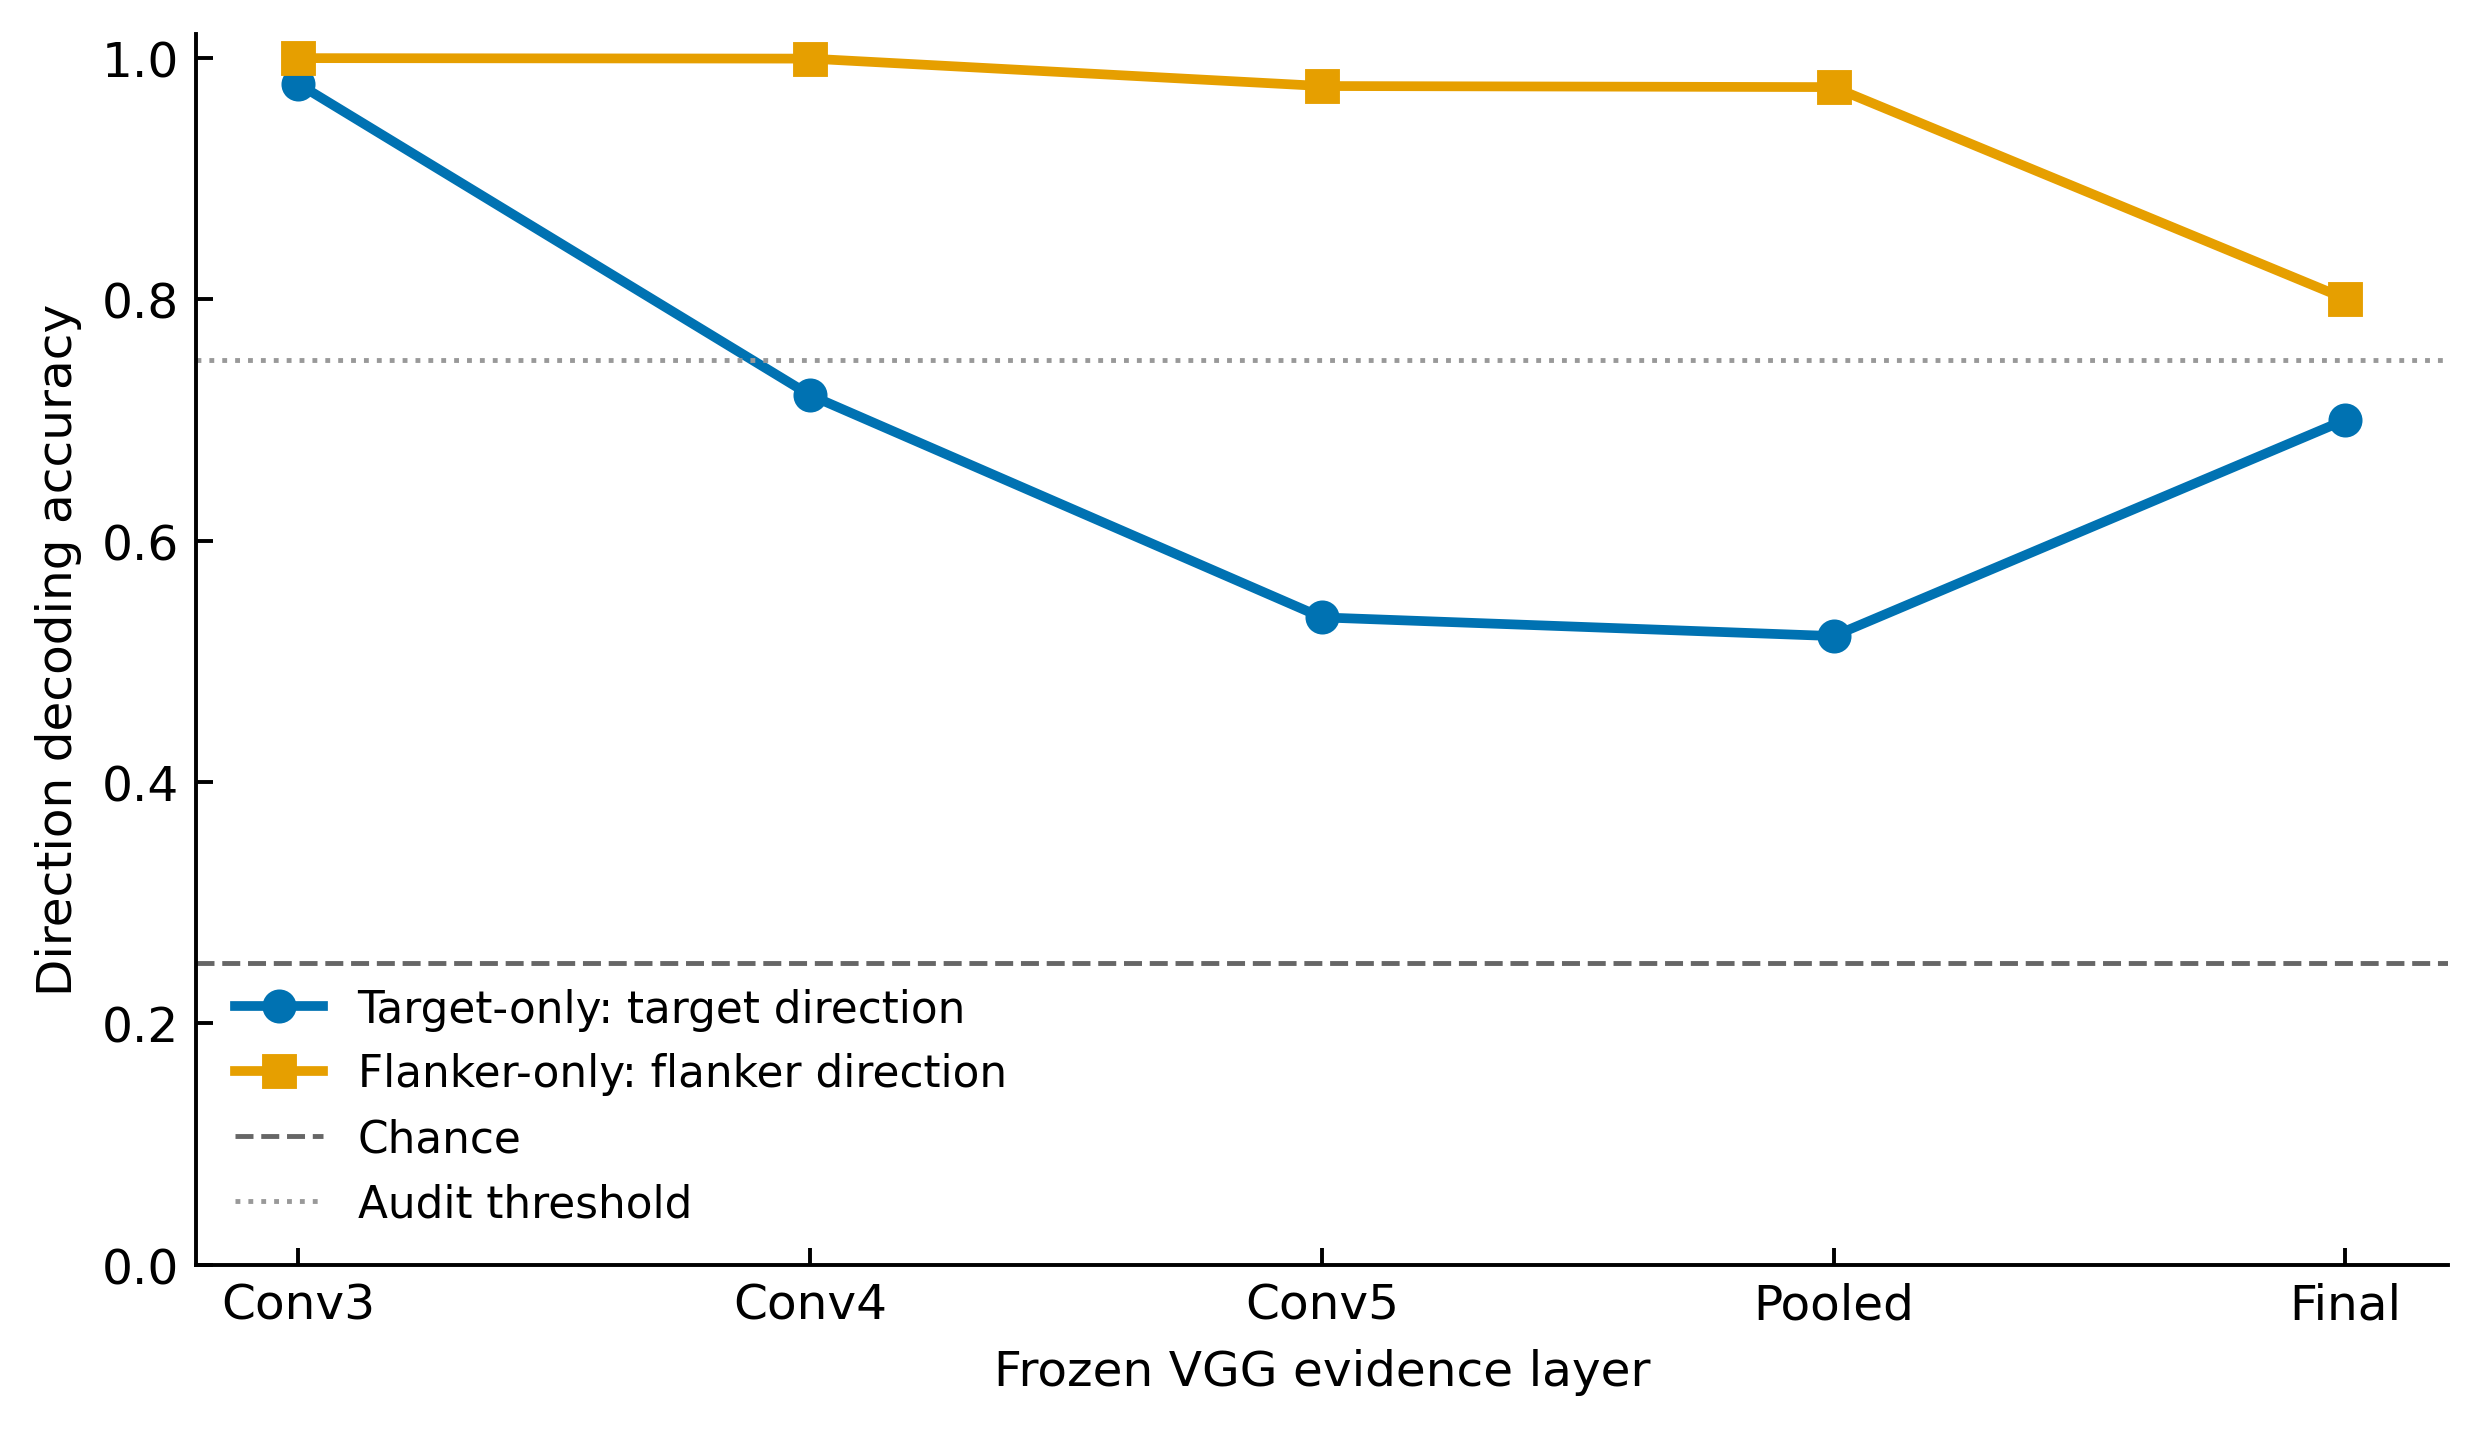 Direction decoding accuracy
1.0
0.8
0.6
0.4
0.2
0.0
Target-only: target direction
Flanker-only: flanker direction
Chance
Audit threshold
Conv3 Conv4 Conv5 Pooled Final
Frozen VGG evidence layer